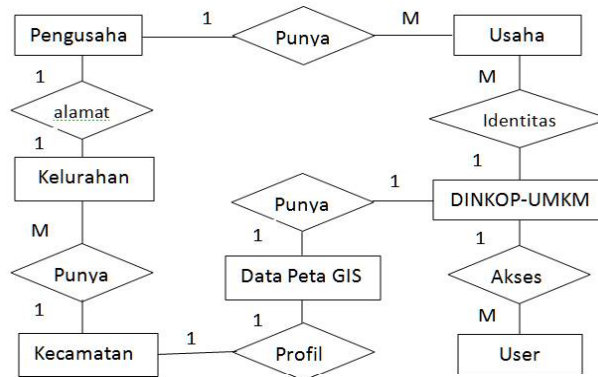 Pengusaha 1 Punya M Usaha
1 M
alamat Identitas
1 1
Kelurahan Punya 1 DINKOP-UMKM
M 1 1
Punya Data Peta GIS Akses
1 1 M
Kecamatan 1 Profil User